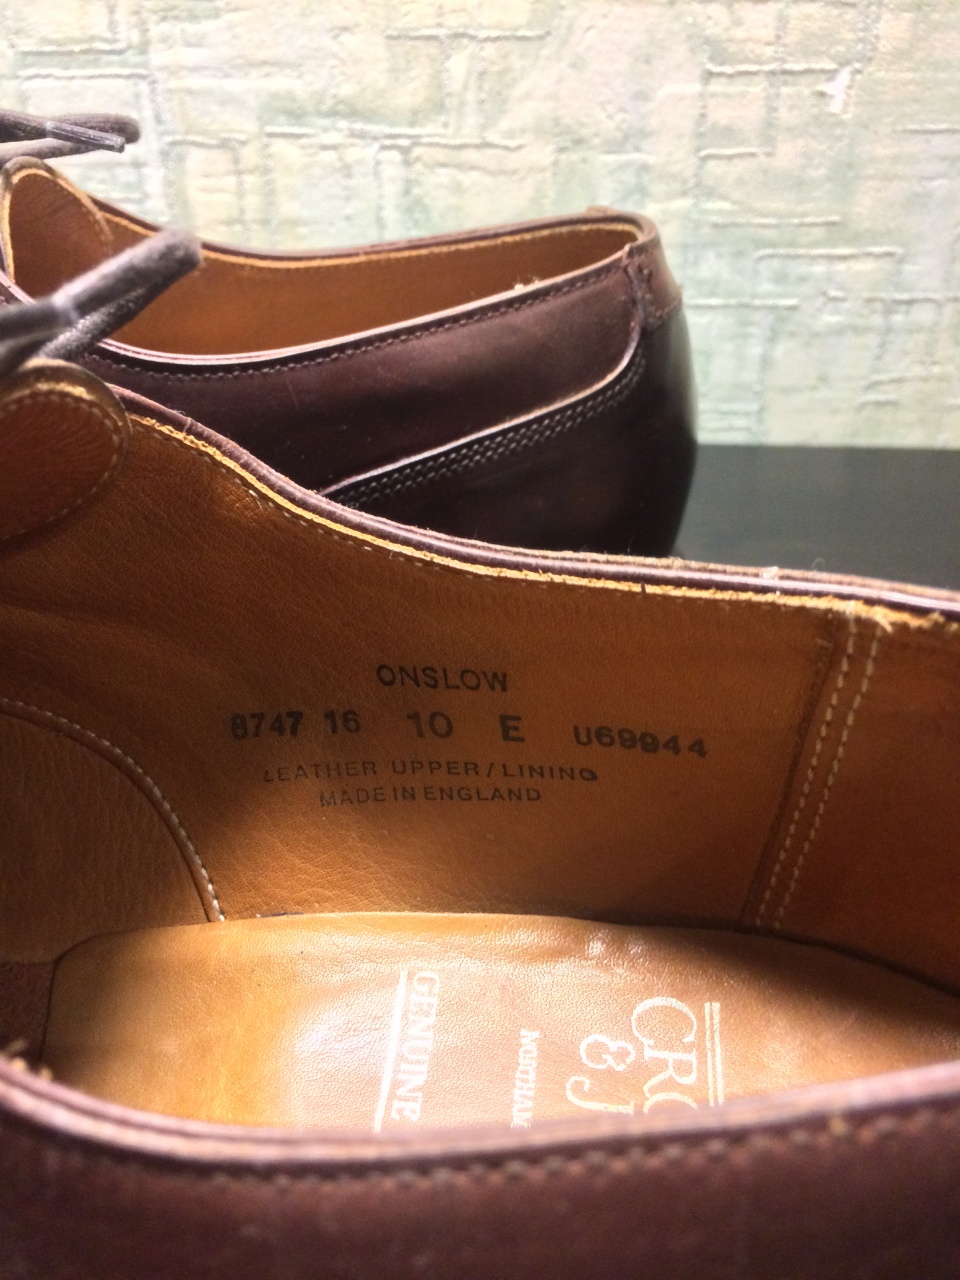 ONSLOW
8747 16 10 E U69944
LEATHER UPPER/LINING
MADE IN ENGLAND
GENUINE
&